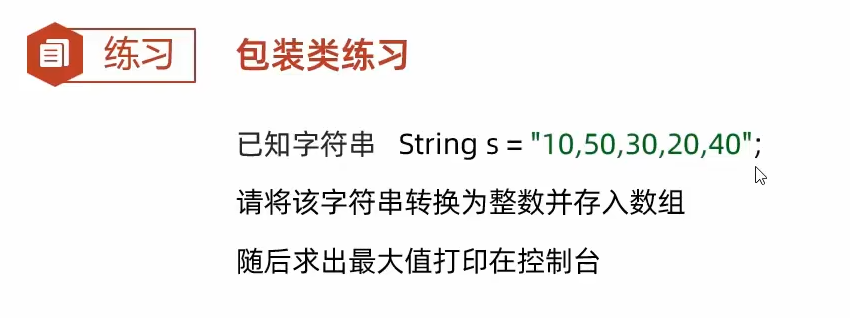 练习 包装类练习
已知字符串 String s = "10,50,30,20,40";
请将该字符串转换为整数并存入数组
随后求出最大值打印在控制台